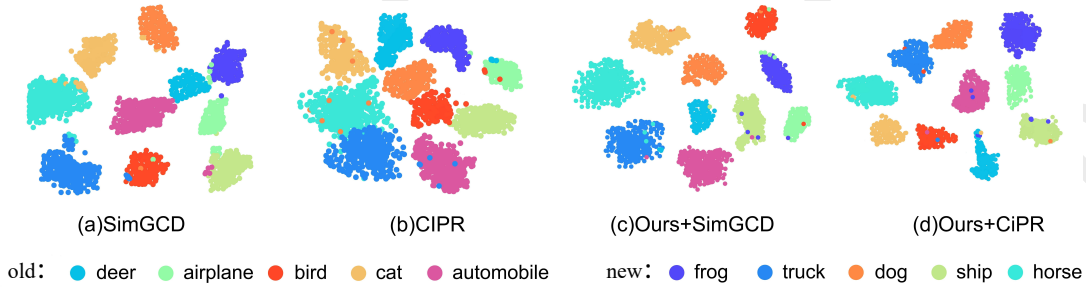 (a)SimGCD (b)CIPR (c)Ours+SimGCD (d)Ours+CiPR
old: deer airplane bird cat automobile new: frog truck dog ship horse